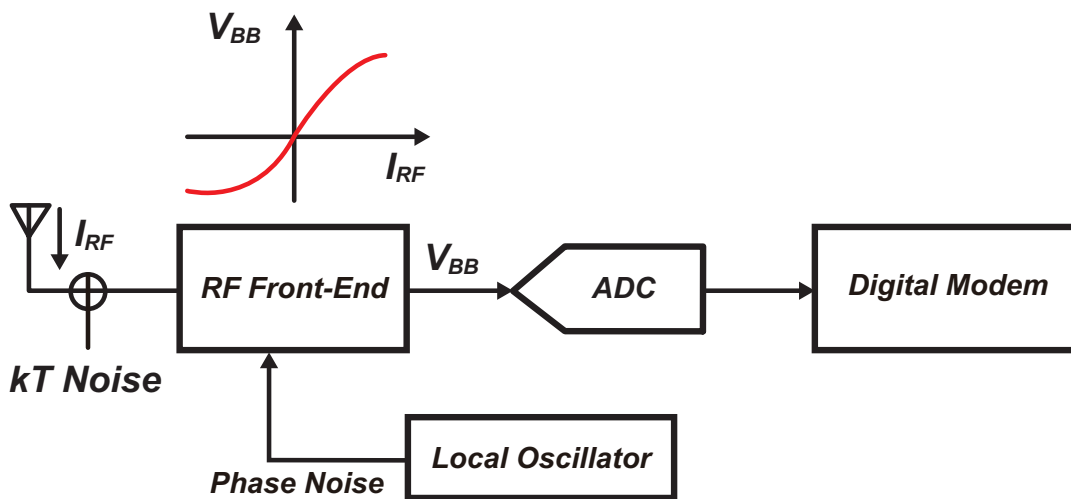 VBB
IRF
IRF
kT Noise
RF Front-End
VBB
ADC
Digital Modem
Phase Noise
Local Oscillator